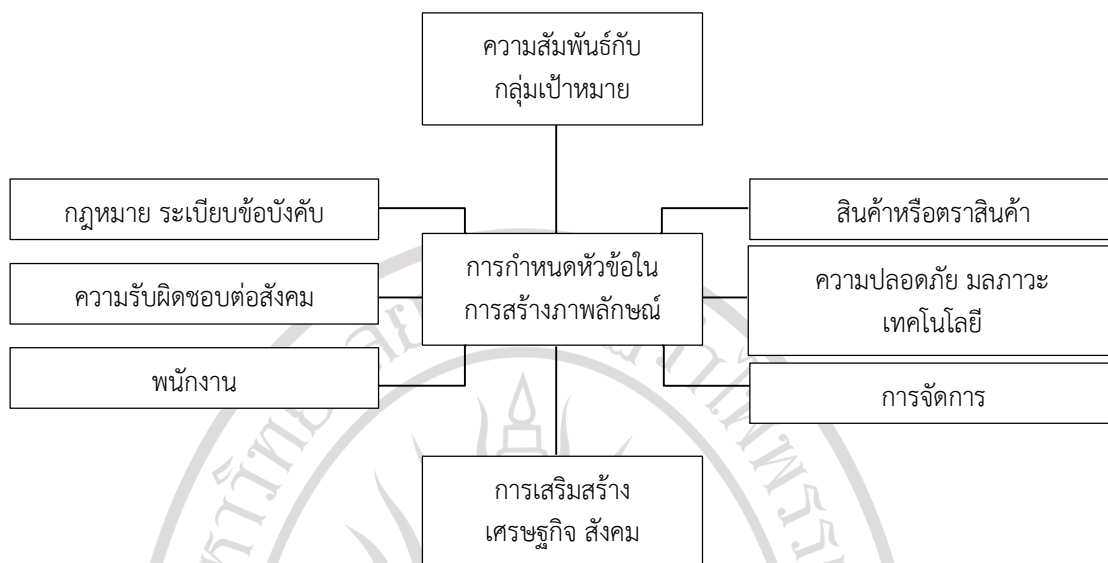 ความสัมพันธ์กับ
กลุ่มเป้าหมาย
กฎหมาย ระเบียบข้อบังคับ
สินค้าหรือตราสินค้า
การกำหนดหัวข้อใน
การสร้างภาพลักษณ์
ความรับผิดชอบต่อสังคม
ความปลอดภัย มลภาวะ
เทคโนโลยี
พนักงาน
การจัดการ
การเสริมสร้าง
เศรษฐกิจ สังคม